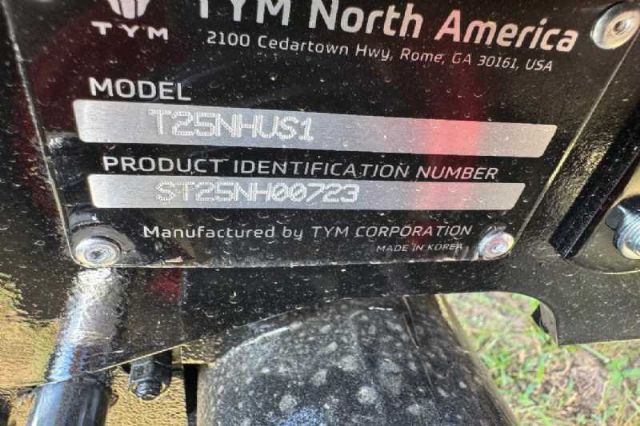 TYM North America
TYM
2100 Cedartown Hwy, Rome, GA 30161, USA
MODEL
T25NHUS1
PRODUCT IDENTIFICATION NUMBER
ST25NH00723
Manufactured by TYM CORPORATION
MADE IN KOREA